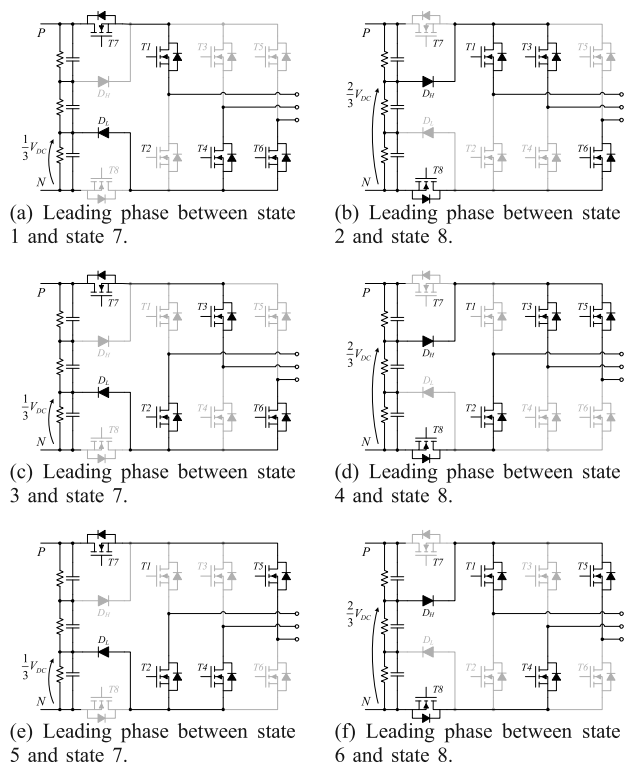 P
T7
T1
T3
T5
D_H
D_L
1/3 V_DC
T2
T4
T6
T8
N
(a) Leading phase between state
1 and state 7.
P
T7
T1
T3
T5
2/3 V_DC
D_H
D_L
T2
T4
T6
T8
N
(b) Leading phase between state
2 and state 8.
P
T7
T1
T3
T5
D_H
D_L
1/3 V_DC
T2
T4
T6
T8
N
(c) Leading phase between state
3 and state 7.
P
T7
T1
T3
T5
2/3 V_DC
D_H
D_L
T2
T4
T6
T8
N
(d) Leading phase between state
4 and state 8.
P
T7
T1
T3
T5
D_H
D_L
1/3 V_DC
T2
T4
T6
T8
N
(e) Leading phase between state
5 and state 7.
P
T7
T1
T3
T5
2/3 V_DC
D_H
D_L
T2
T4
T6
T8
N
(f) Leading phase between state
6 and state 8.